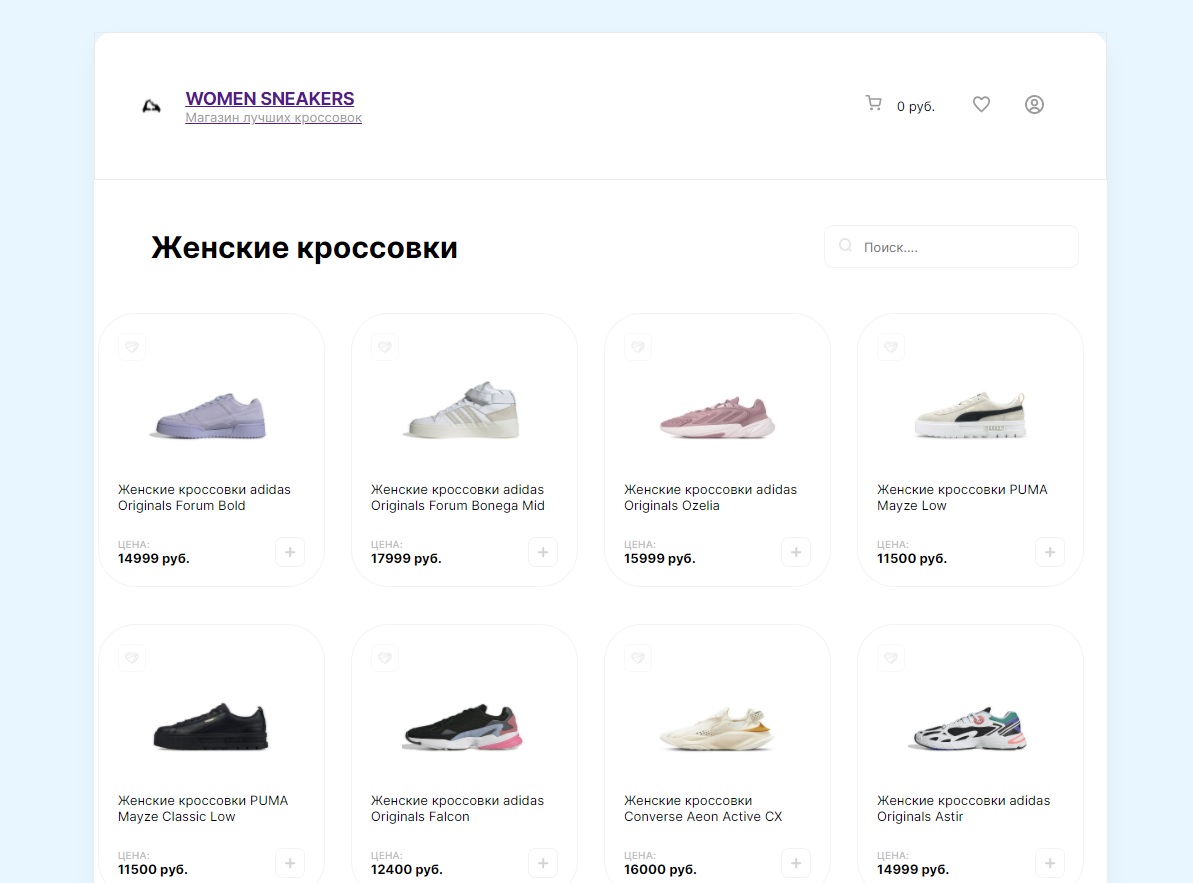 WOMEN SNEAKERS
Магазин лучших кроссовок
0 руб.
Женские кроссовки
Поиск....
Женские кроссовки adidas
Originals Forum Bold
ЦЕНА:
14999 руб.
Женские кроссовки adidas
Originals Forum Bonega Mid
ЦЕНА:
17999 руб.
Женские кроссовки adidas
Originals Ozelia
ЦЕНА:
15999 руб.
Женские кроссовки PUMA
Mayze Low
ЦЕНА:
11500 руб.
Женские кроссовки PUMA
Mayze Classic Low
ЦЕНА:
11500 руб.
Женские кроссовки adidas
Originals Falcon
ЦЕНА:
12400 руб.
Женские кроссовки
Converse Aeon Active CX
ЦЕНА:
16000 руб.
Женские кроссовки adidas
Originals Astir
ЦЕНА:
14999 руб.